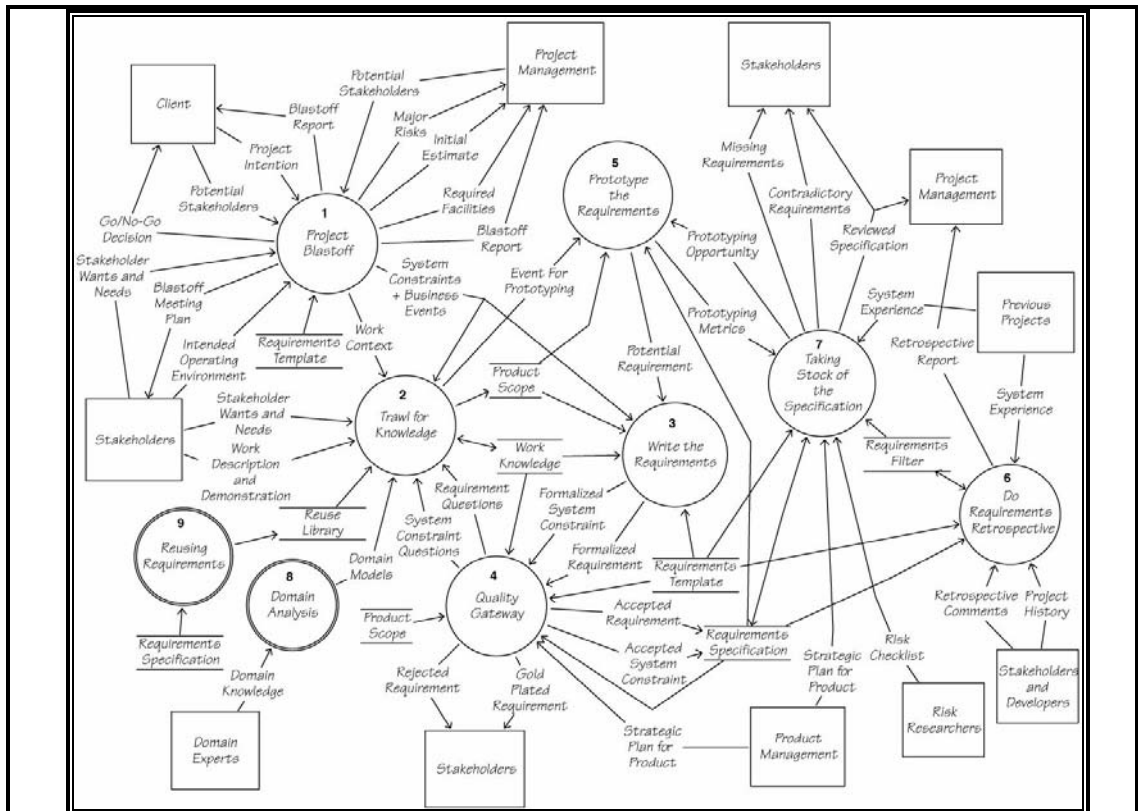 Project
Management
Stakeholders
Client
Potential
Stakeholders
Blastoff
Report
Major
Risks
Initial
Estimate
Project
Intention
Potential
Stakeholders
Required
Facilities
Blastoff
Report
1
Project
Blastoff
Go/No-Go
Decision
Stakeholder
Wants and
Needs
Blastoff
Meeting
Plan
Intended
Operating
Environment
Requirements
Template
Work
Context
System
Constraints
+ Business
Events
Event For
Prototyping
5
Prototype
the
Requirements
Missing
Requirements
Contradictory
Requirements
Reviewed
Specification
Project
Management
Prototyping
Opportunity
Prototyping
Metrics
Potential
Requirement
System
Experience
Previous
Projects
Retrospective
Report
System
Experience
7
Taking
Stock of
the
Specification
Product
Scope
2
Trawl for
Knowledge
Stakeholders
Stakeholder
Wants and
Needs
Work
Description
and
Demonstration
Work
Knowledge
3
Write the
Requirements
Requirements
Filter
6
Do
Requirements
Retrospective
Requirement
Questions
System
Constraint
Questions
Formalized
System
Constraint
Formalized
Requirement
Reuse
Library
9
Reusing
Requirements
Domain
Models
8
Domain
Analysis
4
Quality
Gateway
Requirements
Template
Product
Scope
Accepted
Requirement
Accepted
System
Constraint
Requirements
Specification
Retrospective
Comments
Project
History
Requirements
Specification
Domain
Knowledge
Rejected
Requirement
Gold
Plated
Requirement
Strategic
Plan for
Product
Strategic
Plan for
Product
Risk
Checklist
Stakeholders
and
Developers
Domain
Experts
Stakeholders
Product
Management
Risk
Researchers